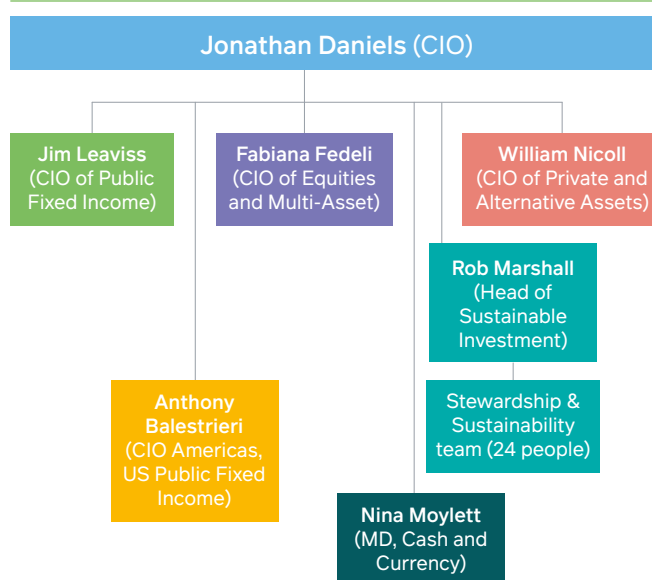 Jonathan Daniels (CIO)
Jim Leaviss
(CIO of Public
Fixed Income)
Fabiana Fedeli
(CIO of Equities
and Multi-Asset)
William Nicoll
(CIO of Private and
Alternative Assets)
Rob Marshall
(Head of
Sustainable
Investment)
Anthony
Balestrieri
(CIO Americas,
US Public Fixed
Income)
Stewardship &
Sustainability
team (24 people)
Nina Moylett
(MD, Cash and
Currency)